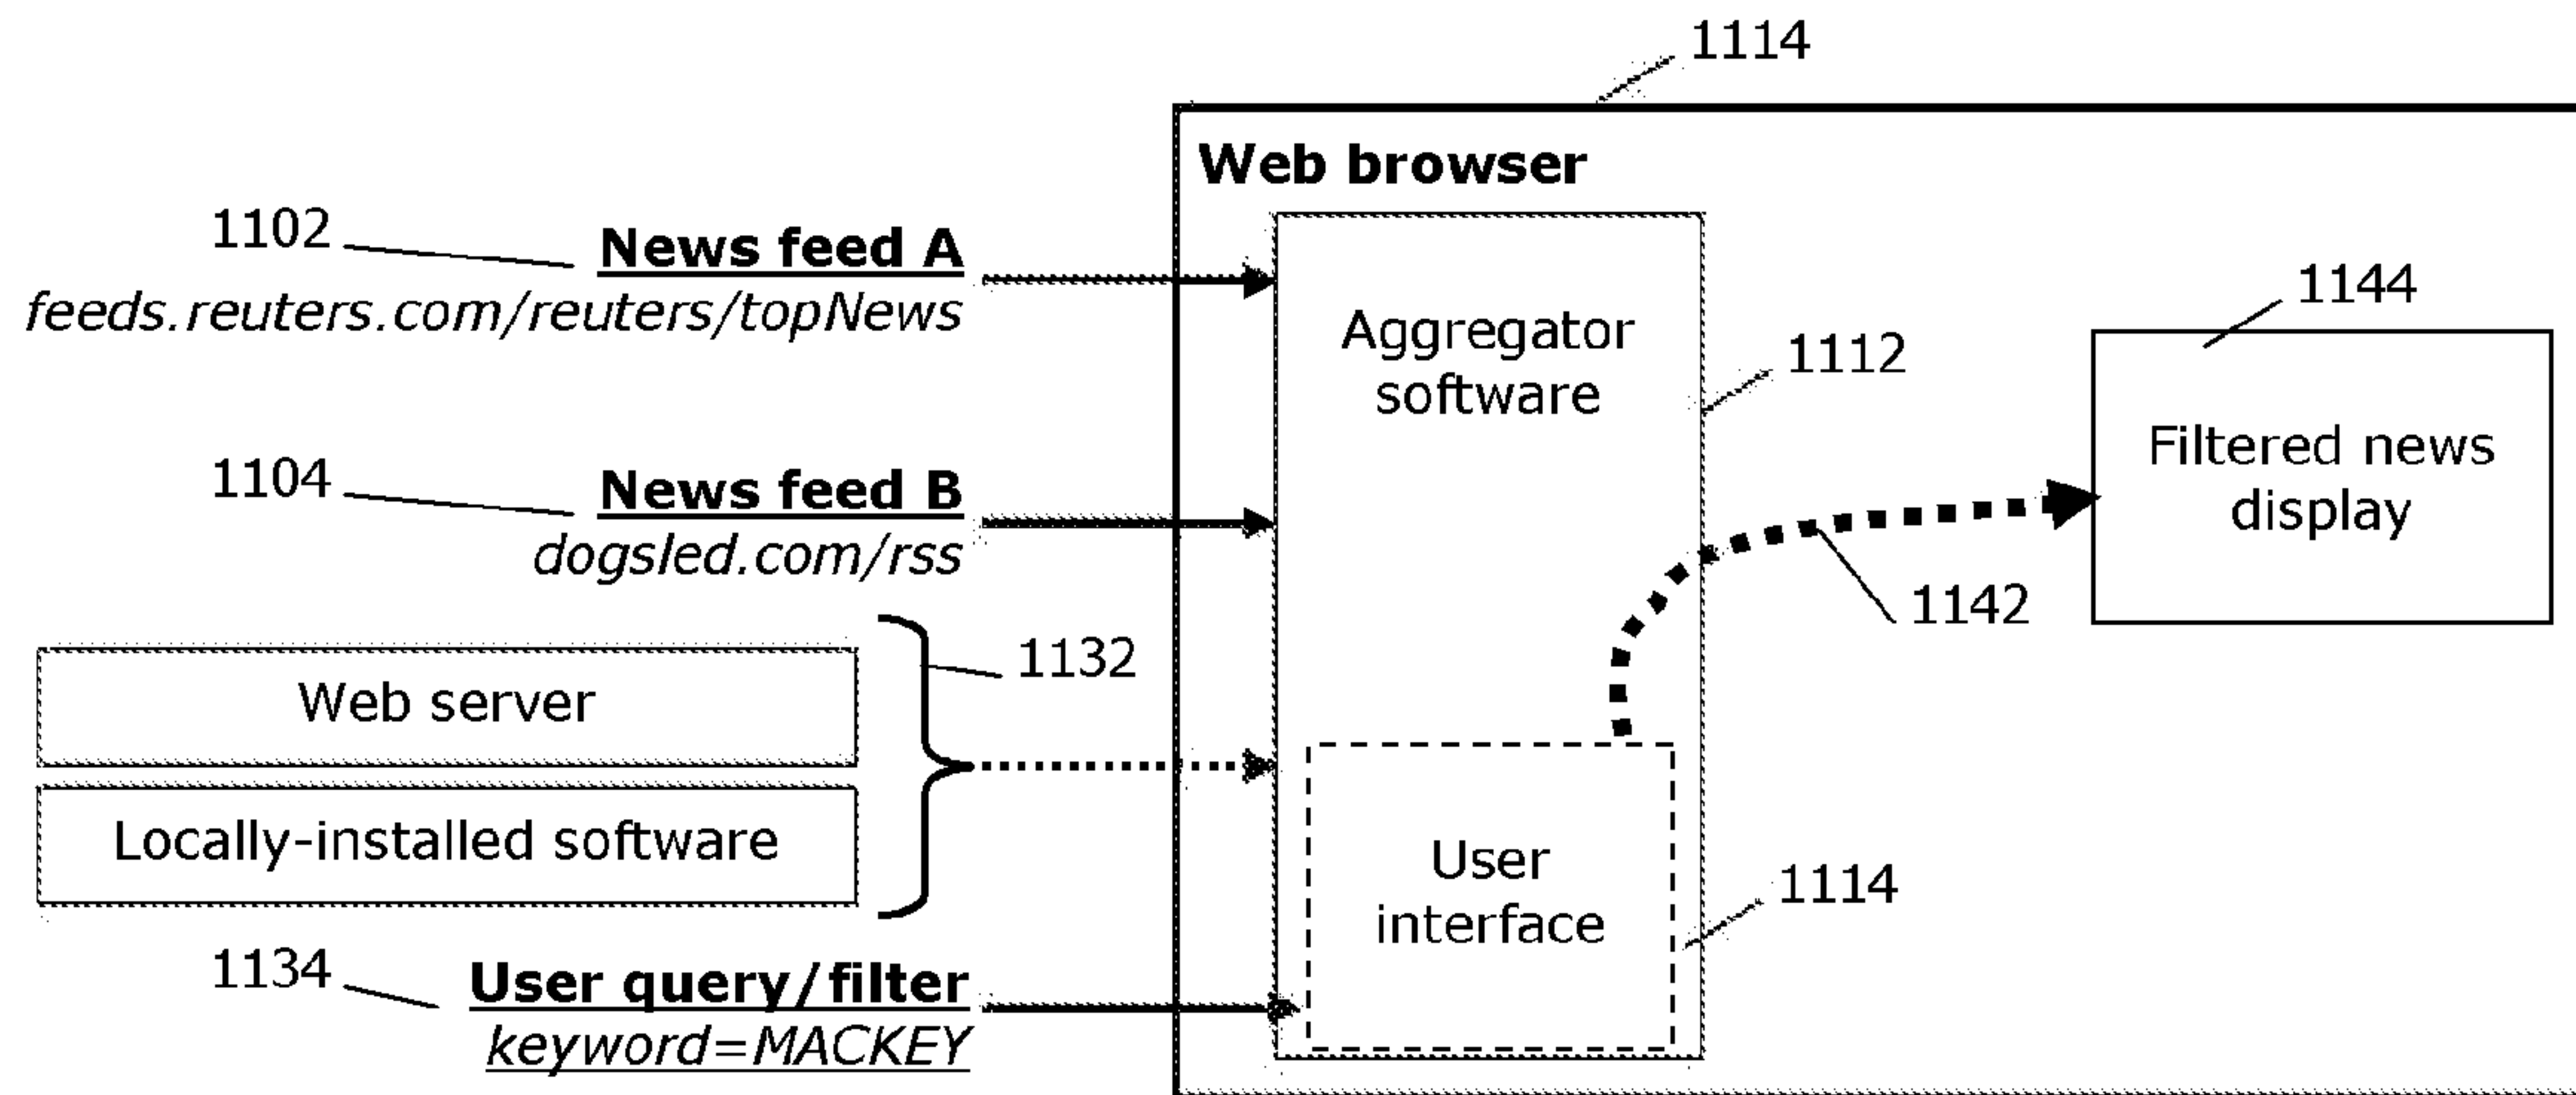 1114
Web browser
1102
News feed A
feeds.reuters.com/reuters/topNews
Aggregator
software
1112
1144
Filtered news
display
1104
News feed B
dogsled.com/rss
1142
1132
Web server
Locally-installed software
User
interface
1114
1134
User query/filter
keyword=MACKEY